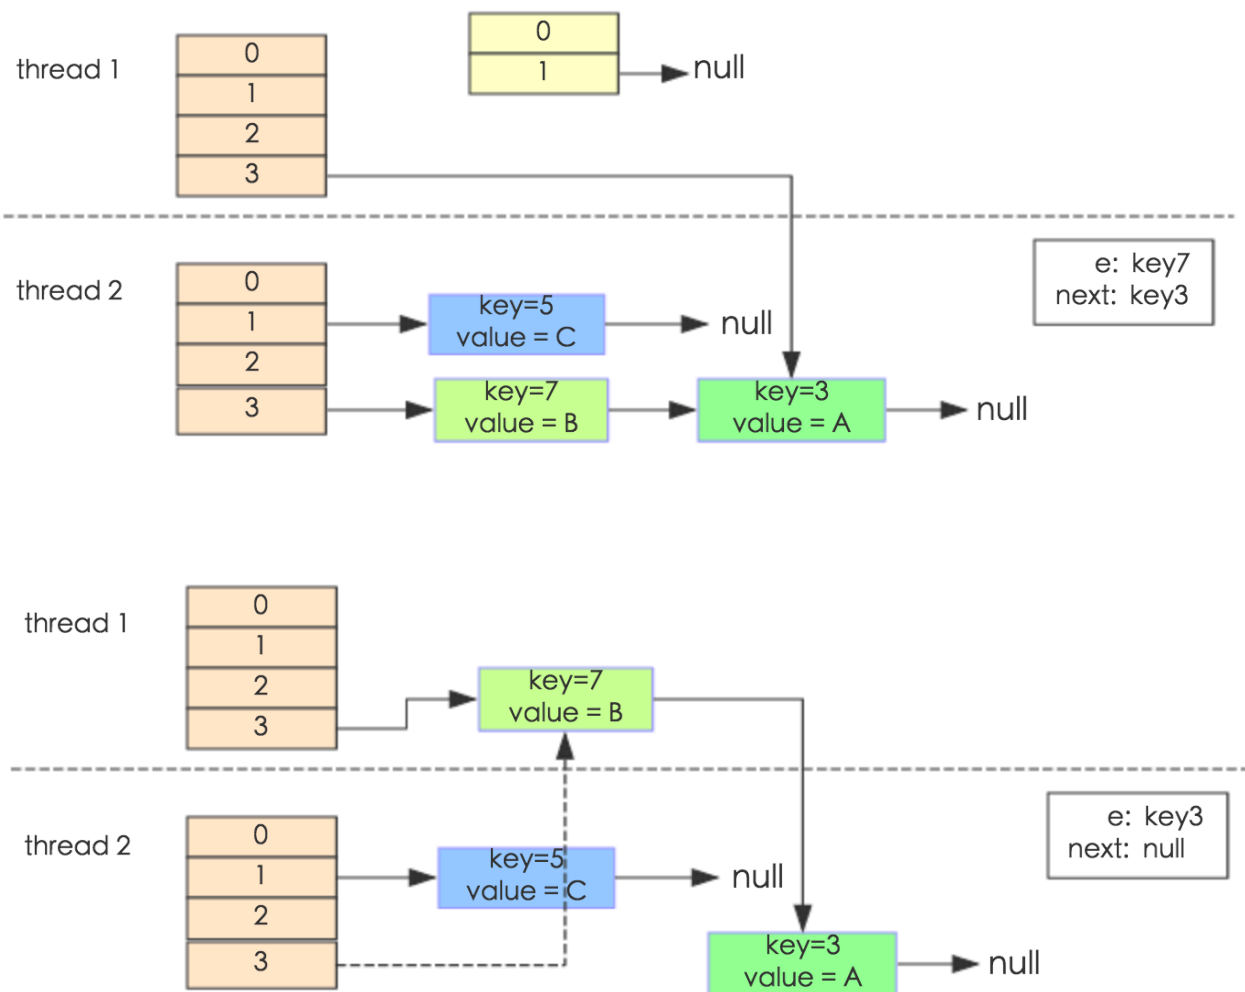 0
1
null
thread 1
0
1
2
3
thread 2
0
1
2
3
key=5
value = C
null
key=7
value = B
key=3
value = A
null
e: key7
next: key3
thread 1
0
1
2
3
key=7
value = B
thread 2
0
1
2
3
key=5
value = C
null
key=3
value = A
null
e: key3
next: null